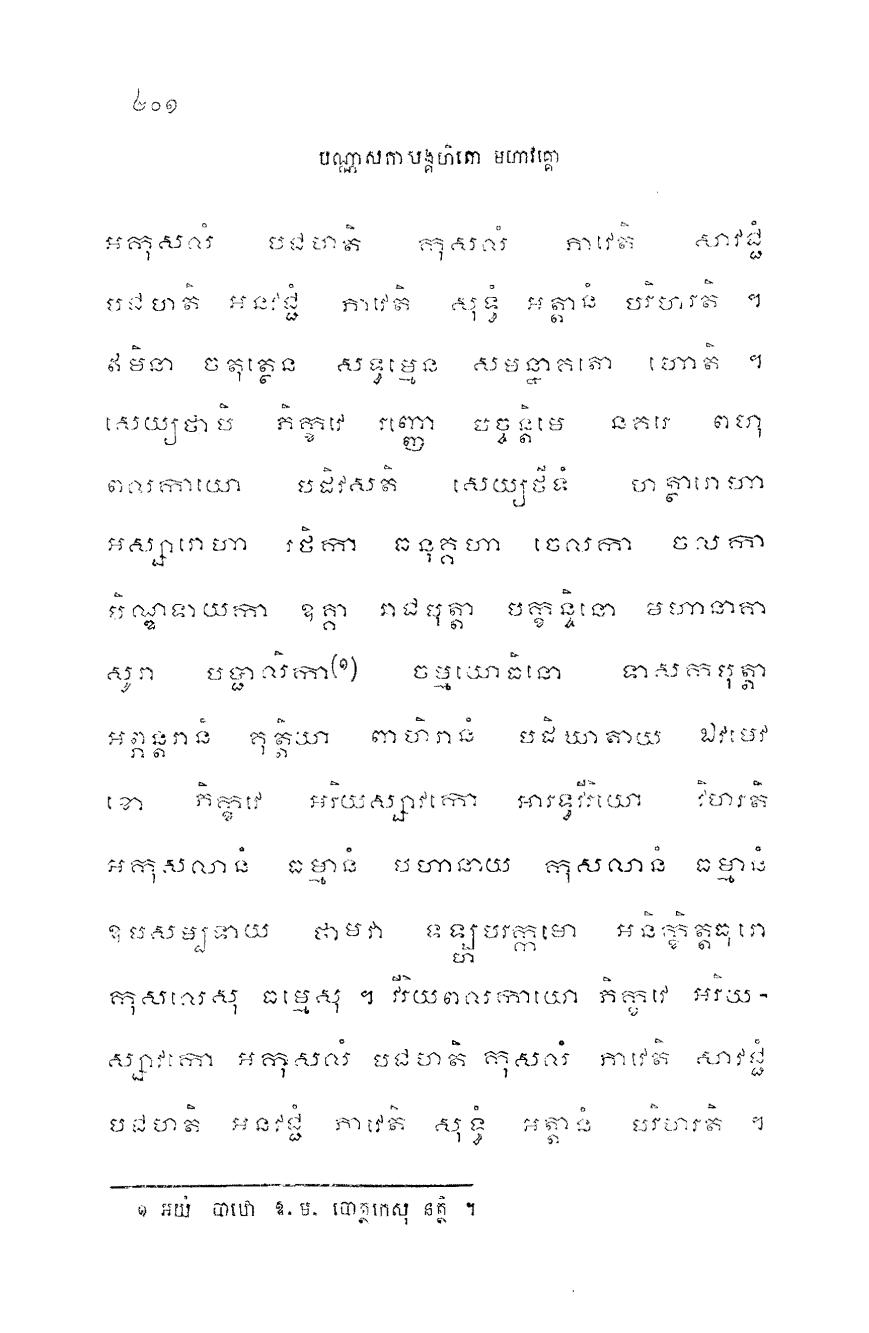 ៤០១
បណ្ណាសកាបង្គហិតោ មហាវគ្គោ
អកុសលំ បជហាតិ កុសលំ ភាវេតិ សាវជ្ជំ
បជហាតិ អនវជ្ជំ ភាវេតិ សុទ្ធំ អត្តានំ បរិហរតិ ។
ឥមិនា ចតុត្ថេន សទ្ធម្មេន សមន្នាគតោ ហោតិ ។
សេយ្យថាបិ ភិក្ខវេ រញ្ញោ បច្ចន្តិមេ នគរេ ពហុ
ពលកាយោ បដិវសតិ សេយ្យថីទំ ហត្ថារោហា
អស្សារោហា រថិកា ធនុគ្គហា ចេលកា ចលកា
បិណ្ឌទាយកា ឧគ្គា រាជបុត្តា បក្ខន្ទិនោ មហានាគា
សូរា បទ្ផាលិកា(១) ចម្មយោធិនោ ទាសកបុត្តា
អព្ភន្តរានំ គុត្តិយា ពាហិរានំ បដិឃាតាយ ឯវមេវ
ខោ ភិក្ខវេ អរិយស្សាវកោ អារទ្ធវីរិយោ វិហរតិ
អកុសលានំ ធម្មានំ បហានាយ កុសលានំ ធម្មានំ
ឧបសម្បទាយ ថាមវា ទឡ្ហបរក្កមោ អនិក្ខិត្តធុរោ
កុសលេសុ ធម្មេសុ ។ វីរិយពលកាយោ ភិក្ខវេ អរិយ-
ស្សាវកោ អកុសលំ បជហាតិ កុសលំ ភាវេតិ សាវជ្ជំ
បជហាតិ អនវជ្ជំ ភាវេតិ សុទ្ធំ អត្តានំ បរិហរតិ ។
១ អយំ បាឋោ ឧ. ម. បោត្ថកេសុ នត្ថិ ។